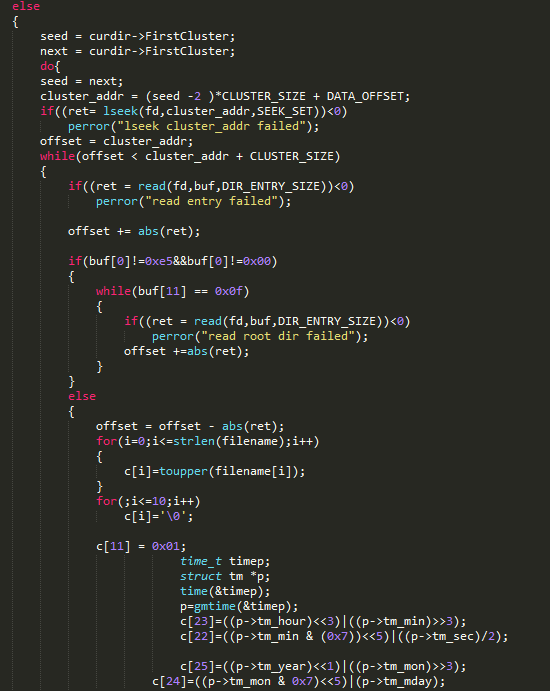 else
{
seed = curdir->FirstCluster;
next = curdir->FirstCluster;
do{
seed = next;
cluster_addr = (seed -2 )*CLUSTER_SIZE + DATA_OFFSET;
if((ret= lseek(fd,cluster_addr,SEEK_SET))<0)
perror("lseek cluster_addr failed");
offset = cluster_addr;
while(offset < cluster_addr + CLUSTER_SIZE)
{
if((ret = read(fd,buf,DIR_ENTRY_SIZE))<0)
perror("read entry failed");
offset += abs(ret);
if(buf[0]!=0xe5&&buf[0]!=0x00)
{
while(buf[11] == 0x0f)
{
if((ret = read(fd,buf,DIR_ENTRY_SIZE))<0)
perror("read root dir failed");
offset +=abs(ret);
}
}
else
{
offset = offset - abs(ret);
for(i=0;i<=strlen(filename);i++)
{
c[i]=toupper(filename[i]);
}
for(;i<=10;i++)
c[i]='\0';
c[11] = 0x01;
time_t timep;
struct tm *p;
time(&timep);
p=gmtime(&timep);
c[23]=((p->tm_hour)<<3)|((p->tm_min)>>3);
c[22]=((p->tm_min & (0x7))<<5)|((p->tm_sec)/2);
c[25]=((p->tm_year)<<1)|((p->tm_mon)>>3);
c[24]=((p->tm_mon & 0x7)<<5)|(p->tm_mday);